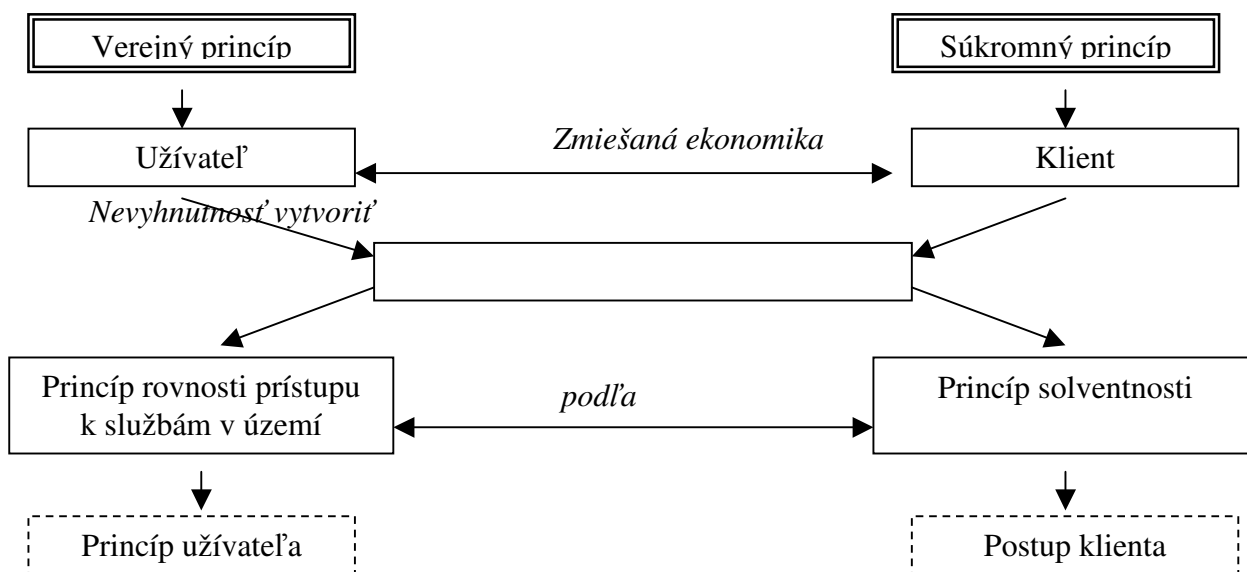 Verejný princíp
Súkromný princíp
Užívateľ
Zmiešaná ekonomika
Klient
Nevyhnutnosť vytvoriť
Princíp rovnosti prístupu
k službám v území
podľa
Princíp solventnosti
Princíp užívateľa
Postup klienta